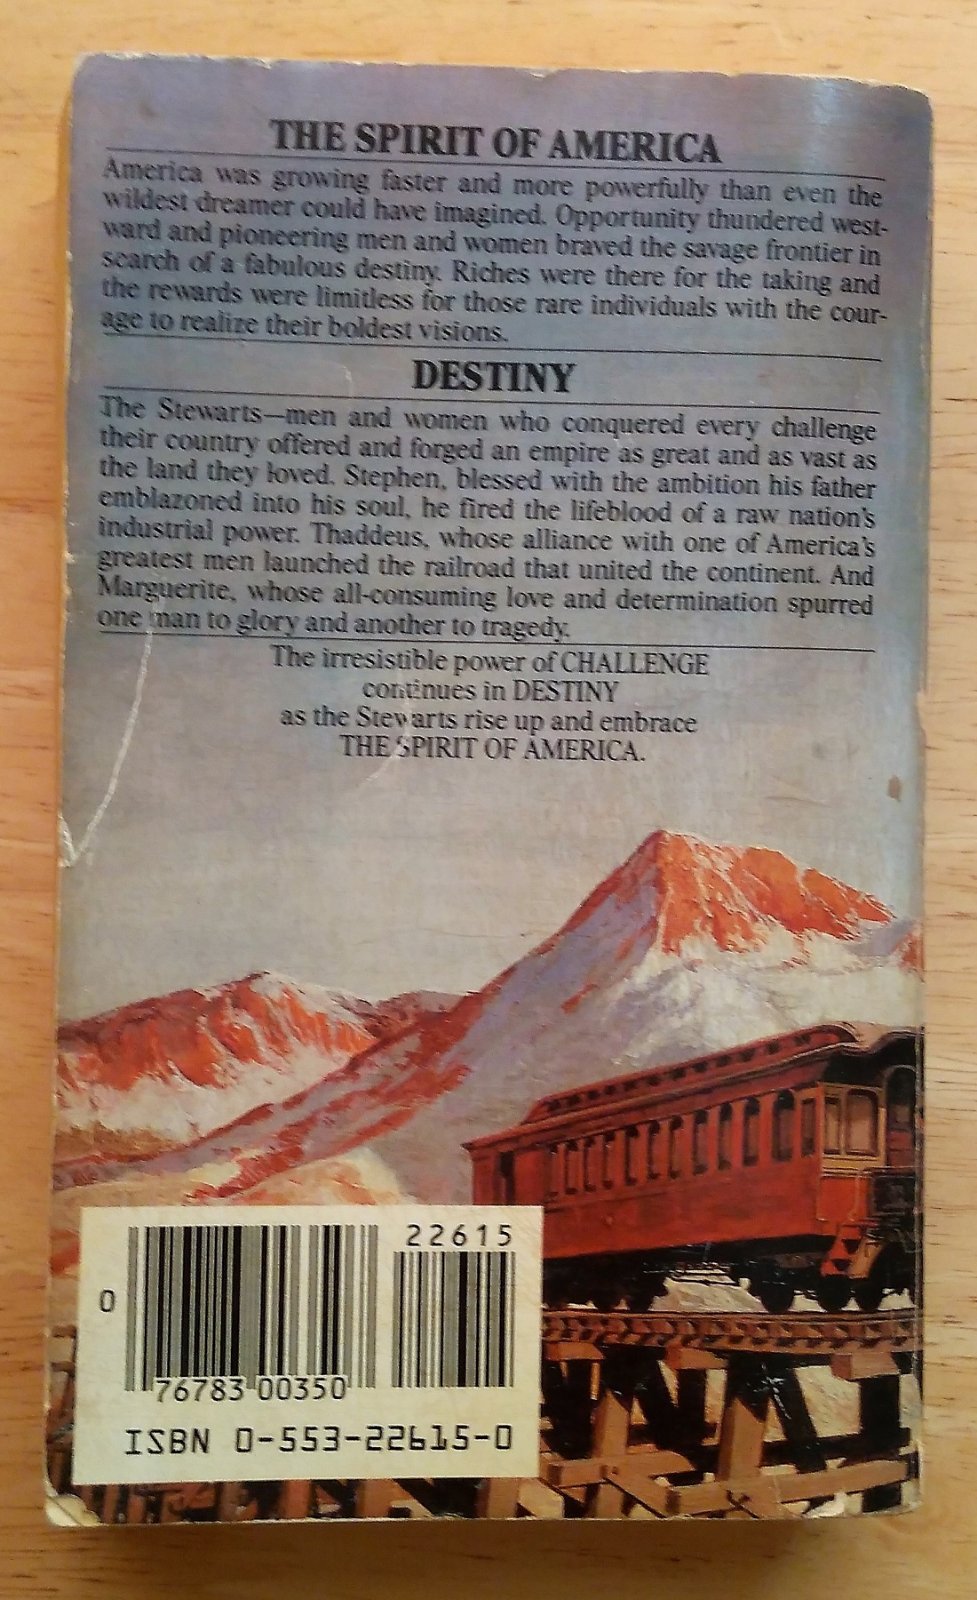 THE SPIRIT OF AMERICA
America was growing faster and more powerfully than even the
wildest dreamer could have imagined. Opportunity thundered west-
ward and pioneering men and women braved the savage frontier in
search of a fabulous destiny. Riches were there for the taking and
the rewards were limitless for those rare individuals with the cour-
age to realize their boldest visions.
DESTINY
The Stewarts—men and women who conquered every challenge
their country offered and forged an empire as great and as vast as
the land they loved. Stephen, blessed with the ambition his father
emblazoned into his soul, he fired the lifeblood of a raw nation's
industrial power. Thaddeus, whose alliance with one of America's
greatest men launched the railroad that united the continent. And
Marguerite, whose all-consuming love and determination spurred
one man to glory and another to tragedy.
The irresistible power of CHALLENGE
continues in DESTINY
as the Stewarts rise up and embrace
THE SPIRIT OF AMERICA.
22615
0
76783 00350
ISBN 0-553-22615-0